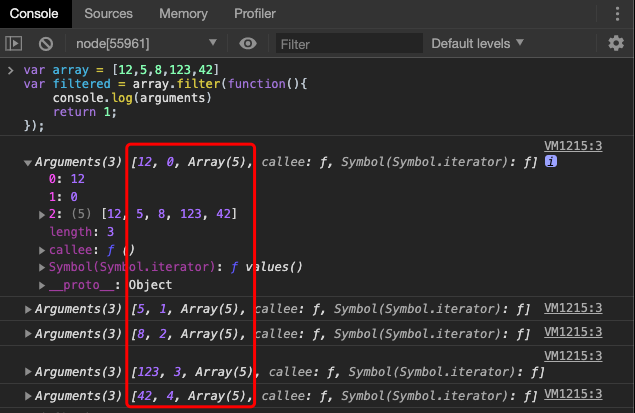 Console Sources Memory Profiler
node[55961] Filter Default levels
var array = [12,5,8,123,42]
var filtered = array.filter(function(){
console.log(arguments)
return 1;
});
VM1215:3
Arguments(3) [12, 0, Array(5), callee: ƒ, Symbol(Symbol.iterator): ƒ] i
0: 12
1: 0
2: (5) [12, 5, 8, 123, 42]
length: 3
callee: ƒ ()
Symbol(Symbol.iterator): ƒ values()
__proto__: Object
Arguments(3) [5, 1, Array(5), callee: ƒ, Symbol(Symbol.iterator): ƒ] VM1215:3
Arguments(3) [8, 2, Array(5), callee: ƒ, Symbol(Symbol.iterator): ƒ] VM1215:3
VM1215:3
Arguments(3) [123, 3, Array(5), callee: ƒ, Symbol(Symbol.iterator): ƒ]
Arguments(3) [42, 4, Array(5), callee: ƒ, Symbol(Symbol.iterator): ƒ] VM1215:3